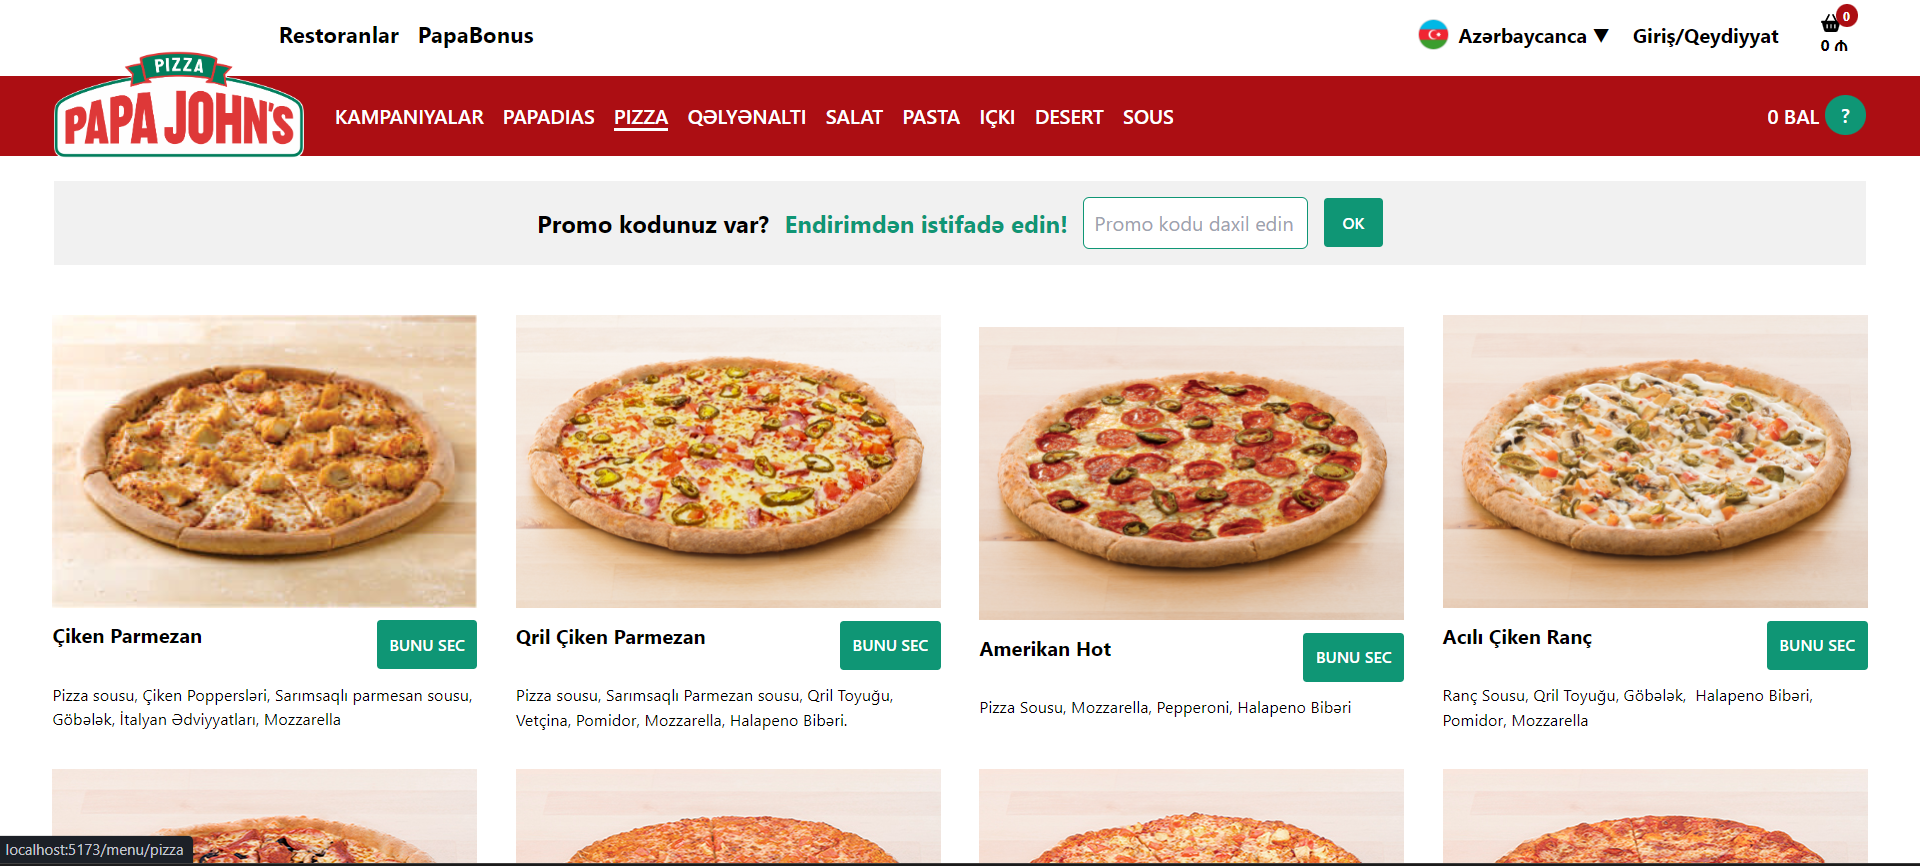 Restoranlar PapaBonus
Azərbaycanca ▼ Giriş/Qeydiyyat
0
0 ₼
PIZZA
PAPA JOHN'S
KAMPANIYALAR PAPADIAS PIZZA QƏLYƏNALTI SALAT PASTA IÇKI DESERT SOUS
0 BAL ?
Promo kodunuz var? Endirimdən istifadə edin! Promo kodu daxil edin OK
Çiken Parmezan
BUNU SEC
Pizza sousu, Çiken Poppersləri, Sarımsaqlı parmesan sousu,
Göbələk, İtalyan Ədviyyatları, Mozzarella
Qril Çiken Parmezan
BUNU SEC
Pizza sousu, Sarımsaqlı Parmezan sousu, Qril Toyuğu,
Vetçina, Pomidor, Mozzarella, Halapeno Bibəri.
Amerikan Hot
BUNU SEC
Pizza Sousu, Mozzarella, Pepperoni, Halapeno Bibəri
Acılı Çiken Ranç
BUNU SEC
Ranç Sousu, Qril Toyuğu, Göbələk, Halapeno Bibəri,
Pomidor, Mozzarella
localhost:5173/menu/pizza